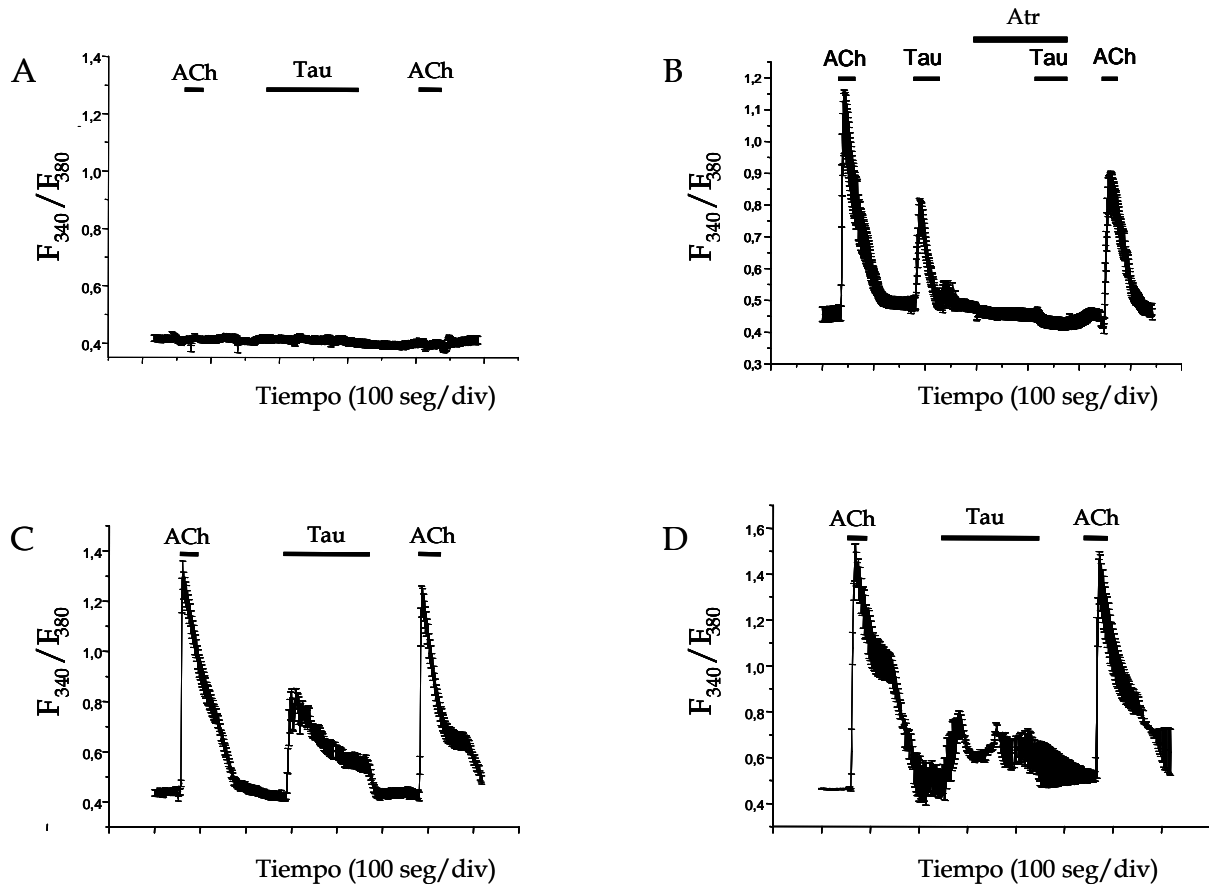 A
ACh
Tau
ACh
1,4
1,2
1,0
0,8
0,6
0,4
F340/F380
Tiempo (100 seg/div)
B
Atr
ACh
Tau
Tau
ACh
1,2
1,1
1,0
0,9
0,8
0,7
0,6
0,5
0,4
0,3
F340/F380
Tiempo (100 seg/div)
C
ACh
Tau
ACh
1,4
1,2
1,0
0,8
0,6
0,4
F340/F380
Tiempo (100 seg/div)
D
ACh
Tau
ACh
1,6
1,4
1,2
1,0
0,8
0,6
0,4
F340/F380
Tiempo (100 seg/div)